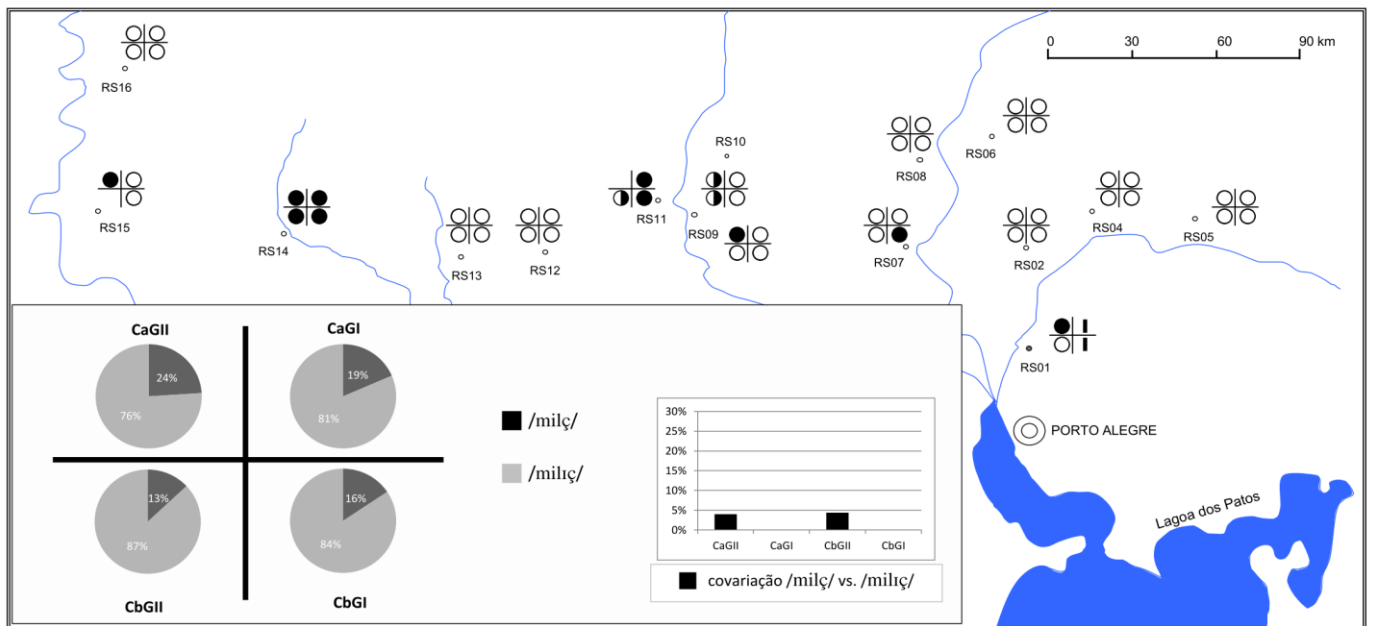 0 30 60 90 km
RS16
RS10
RS08
RS06
RS15
RS14
RS13
RS12
RS11
RS09
RS07
RS02
RS04
RS05
RS01
PORTO ALEGRE
Lagoa dos Patos
CaGII
CaGI
24%
76%
19%
81%
13%
87%
16%
84%
CbGII
CbGI
/milç/
/milıç/
30%
25%
20%
15%
10%
5%
0%
CaGII CaGI CbGII CbGI
covariação /milç/ vs. /milıç/